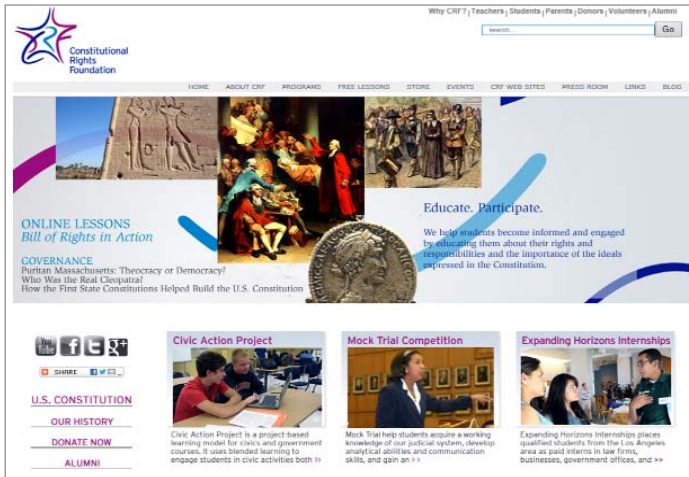 Why CRF? | Teachers | Students | Parents | Donors | Volunteers | Alumni
search... Go
Constitutional
Rights
Foundation
HOME ABOUT CRF PROGRAMS FREE LESSONS STORE EVENTS CRF WEB SITES PRESS ROOM LINKS BLOG
ONLINE LESSONS
Bill of Rights in Action
GOVERNANCE
Puritan Massachusetts: Theocracy or Democracy?
Who Was the Real Cleopatra?
How the First State Constitutions Helped Build the U.S. Constitution
Educate. Participate.
We help students become informed and engaged
by educating them about their rights and
responsibilities and the importance of the ideals
expressed in the Constitution.
You Tube f t g+
SHARE
U.S. CONSTITUTION
OUR HISTORY
DONATE NOW
ALUMNI
Civic Action Project
Civic Action Project is a project-based
learning model for civics and government
courses. It uses blended learning to
engage students in civic activities both >>
Mock Trial Competition
Mock Trial help students acquire a working
knowledge of our judicial system, develop
analytical abilities and communication
skills, and gain an >>
Expanding Horizons Internships
Expanding Horizons Internships places
qualified students from the Los Angeles
area as paid interns in law firms,
businesses, government offices, and >>